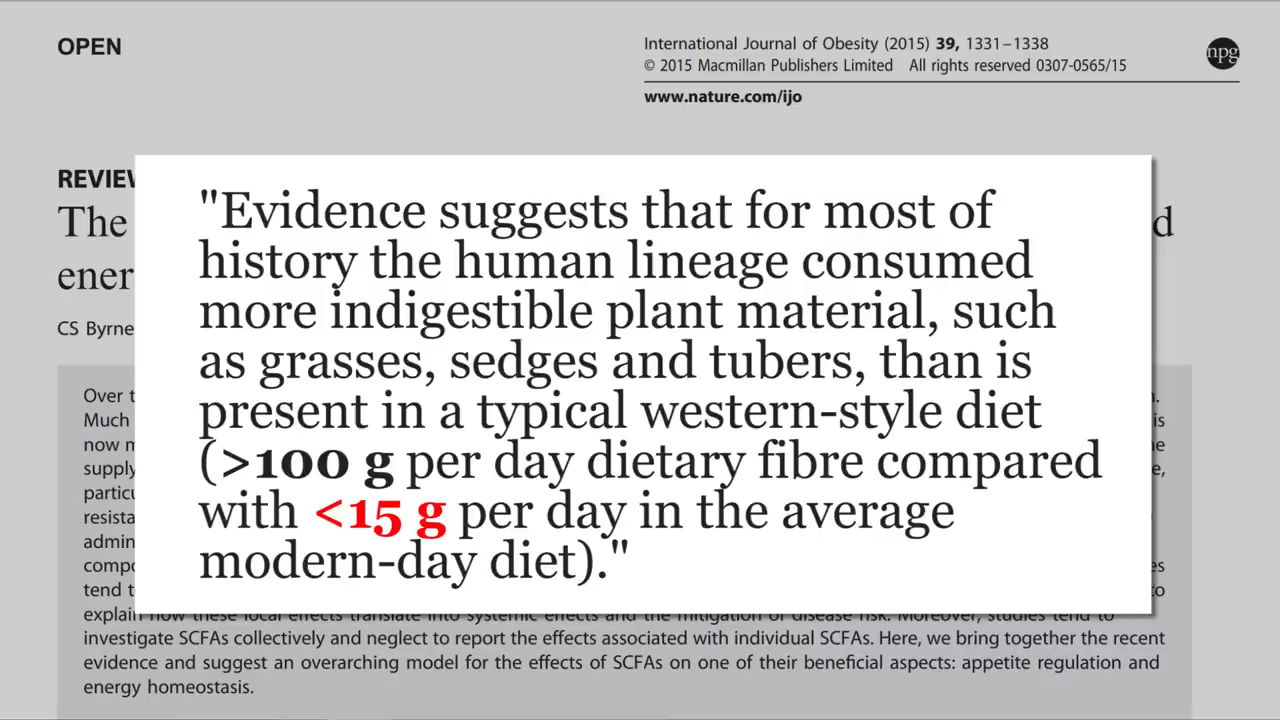 OPEN
International Journal of Obesity (2015) 39, 1331–1338
© 2015 Macmillan Publishers Limited All rights reserved 0307-0565/15
npg
www.nature.com/ijo
REVIEW
The
ener
CS Byrne
"Evidence suggests that for most of
history the human lineage consumed
more indigestible plant material, such
as grasses, sedges and tubers, than is
present in a typical western-style diet
(>100 g per day dietary fibre compared
with <15 g per day in the average
modern-day diet)."
Over t
Much
is
now m
supply
particu
resista
admin
compo
es
tend t
to
explain how these local effects translate into systemic effects and the mitigation of disease risk. Moreover, studies tend to
investigate SCFAs collectively and neglect to report the effects associated with individual SCFAs. Here, we bring together the recent
evidence and suggest an overarching model for the effects of SCFAs on one of their beneficial aspects: appetite regulation and
energy homeostasis.